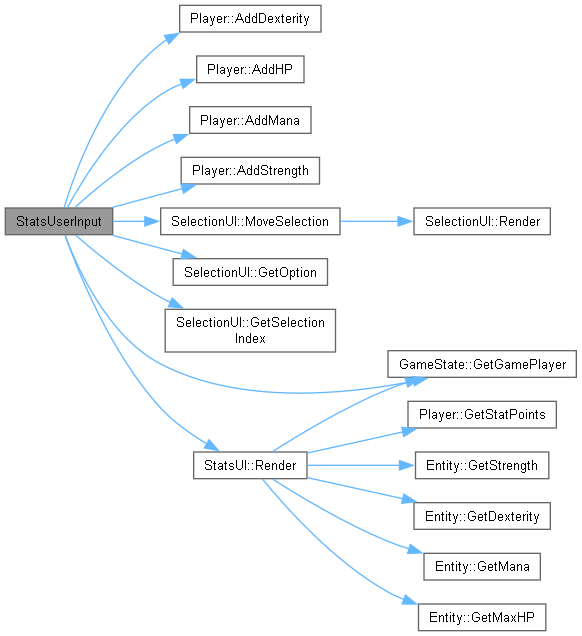 Player::AddDexterity
Player::AddHP
Player::AddMana
Player::AddStrength
StatsUserInput
SelectionUI::MoveSelection
SelectionUI::Render
SelectionUI::GetOption
SelectionUI::GetSelection
Index
GameState::GetGamePlayer
Player::GetStatPoints
StatsUI::Render
Entity::GetStrength
Entity::GetDexterity
Entity::GetMana
Entity::GetMaxHP